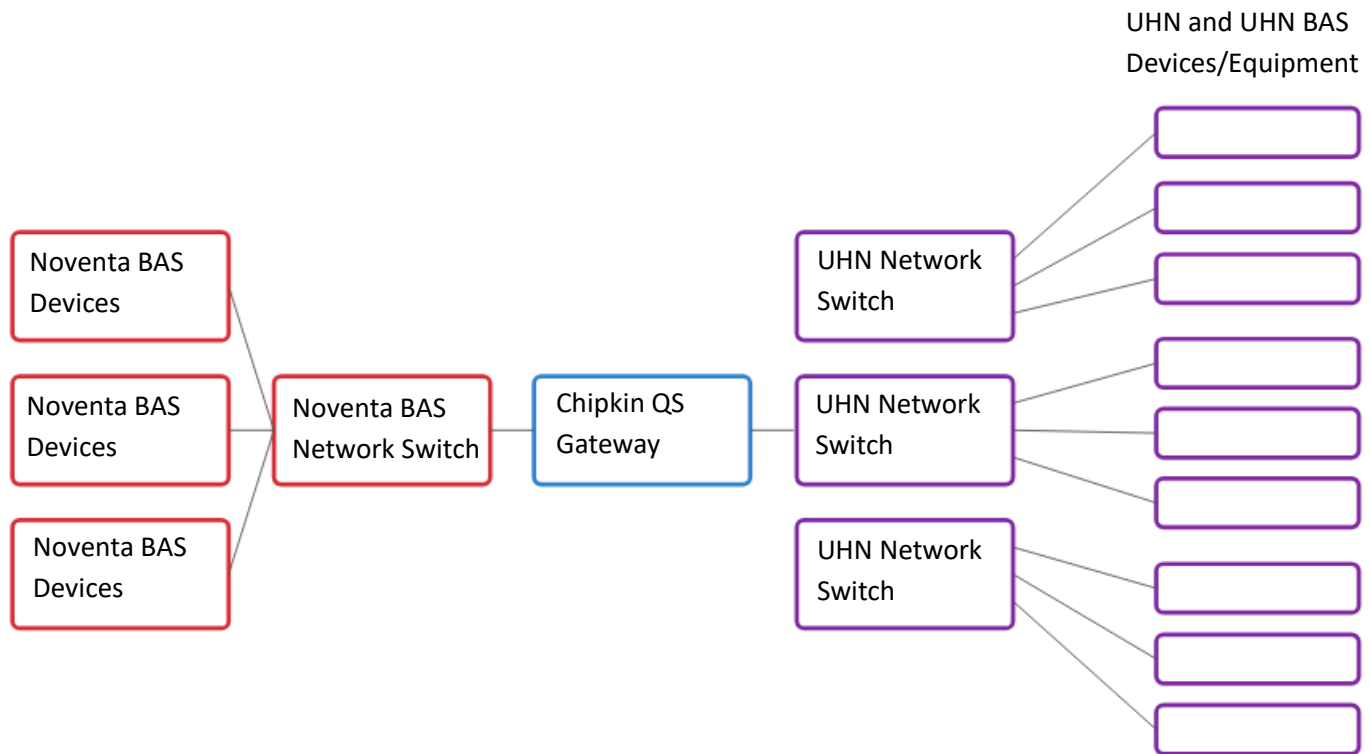 UHN and UHN BAS
Devices/Equipment
Noventa BAS
Devices
UHN Network
Switch
Noventa BAS
Devices
Noventa BAS
Network Switch
Chipkin QS
Gateway
UHN Network
Switch
Noventa BAS
Devices
UHN Network
Switch